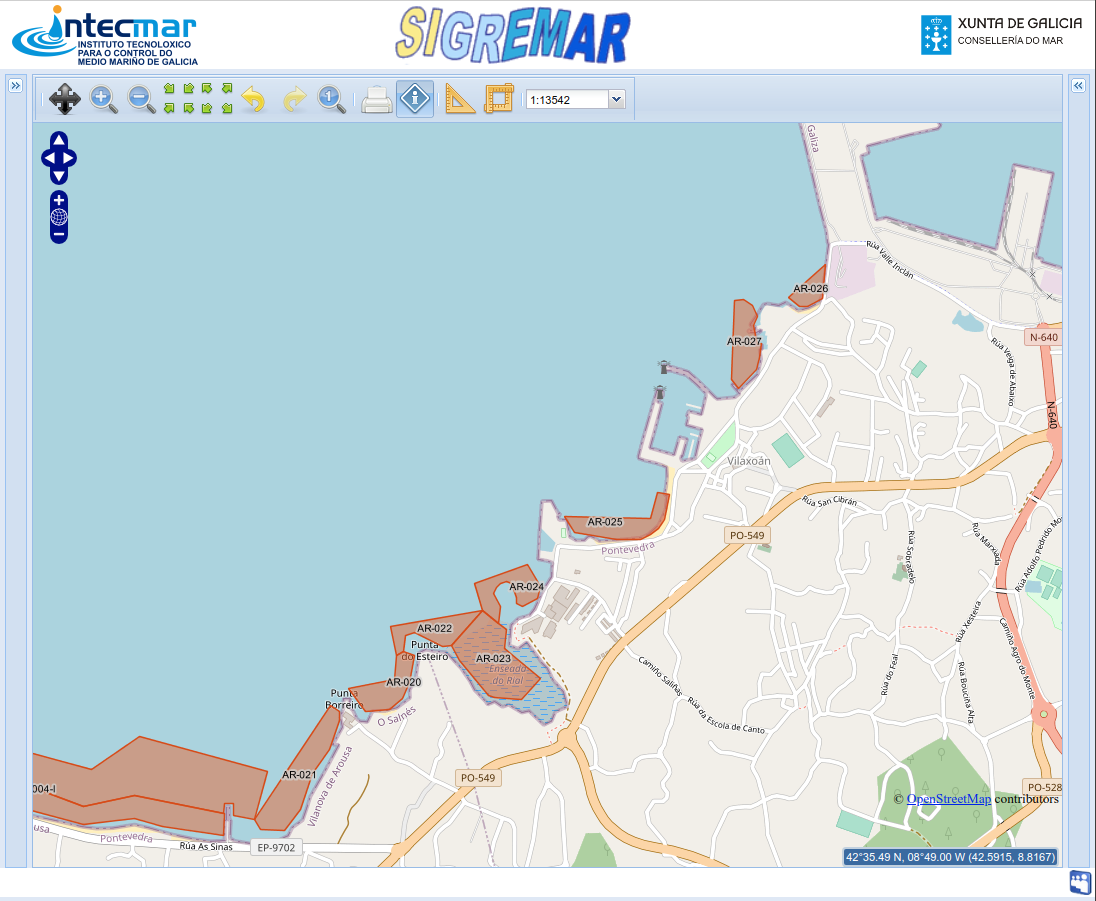 intecmar
INSTITUTO TECNOLÓXICO
PARA O CONTROL DO
MEDIO MARIÑO DE GALICIA
SIGREMAR
XUNTA DE GALICIA
CONSELLERÍA DO MAR
1
1:13542
Galiza
Rúa Valle Inclán
AR-026
N-640
AR-027
Rúa Veiga de Abaixo
N-640
Vilaxoán
Rúa San Cibrán
AR-025
PO-549
Pontevedra
Rúa Sobradelo
Rúa Marxiada
Rúa Adolfo Pedrido Mo
AR-024
Rúa Xesteira
Camiño Agro do Monte
AR-022
Punta
do Esteiro
AR-023
Enseada
do Rial
Camiño Saliñas
Rúa do Feal
Rúa Bouciña Alta
AR-020
Punta
Borreiro
O Salnés
Rúa da Escola de Canto
AR-021
Vilanova de Arousa
PO-549
004-I
PO-528
© OpenStreetMap contributors
usa
Pontevedra
Rúa As Sinas
EP-9702
42°35.49 N, 08°49.00 W (42.5915, 8.8167)